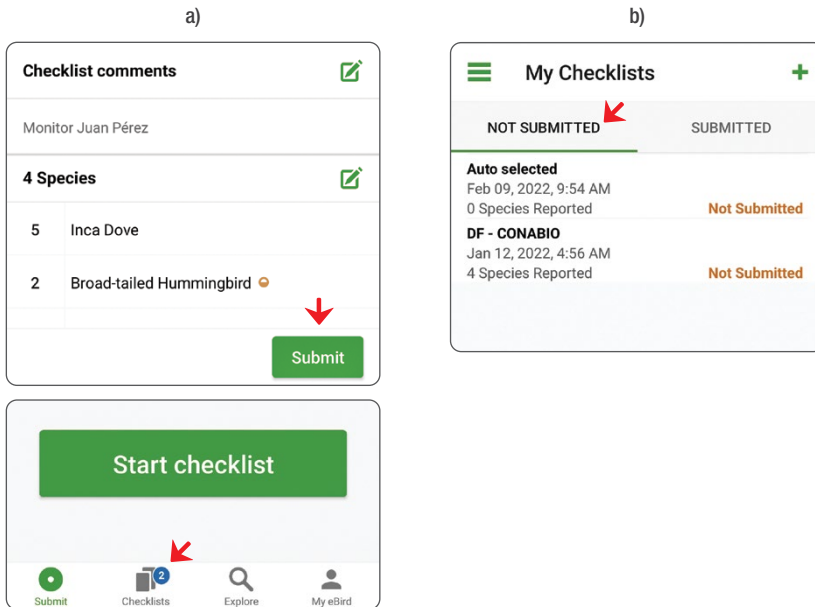 a)
Checklist comments
Monitor Juan Pérez
4 Species
5 Inca Dove
2 Broad-tailed Hummingbird
Submit
Start checklist
2
Submit Checklists Explore My eBird
b)
My Checklists +
NOT SUBMITTED SUBMITTED
Auto selected
Feb 09, 2022, 9:54 AM
0 Species Reported Not Submitted
DF - CONABIO
Jan 12, 2022, 4:56 AM
4 Species Reported Not Submitted